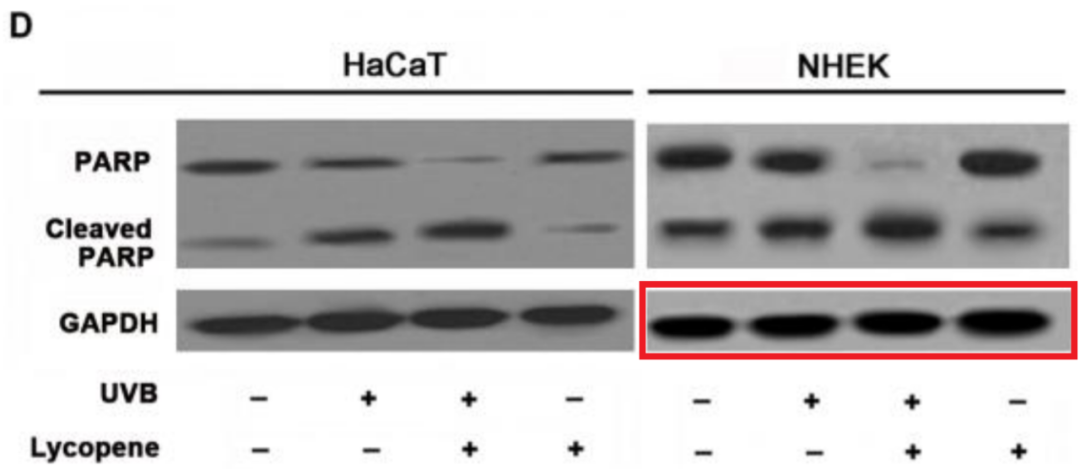 D
HaCaT NHEK
PARP
Cleaved
PARP
GAPDH
UVB − + + − − + + −
Lycopene − − + + − − + +